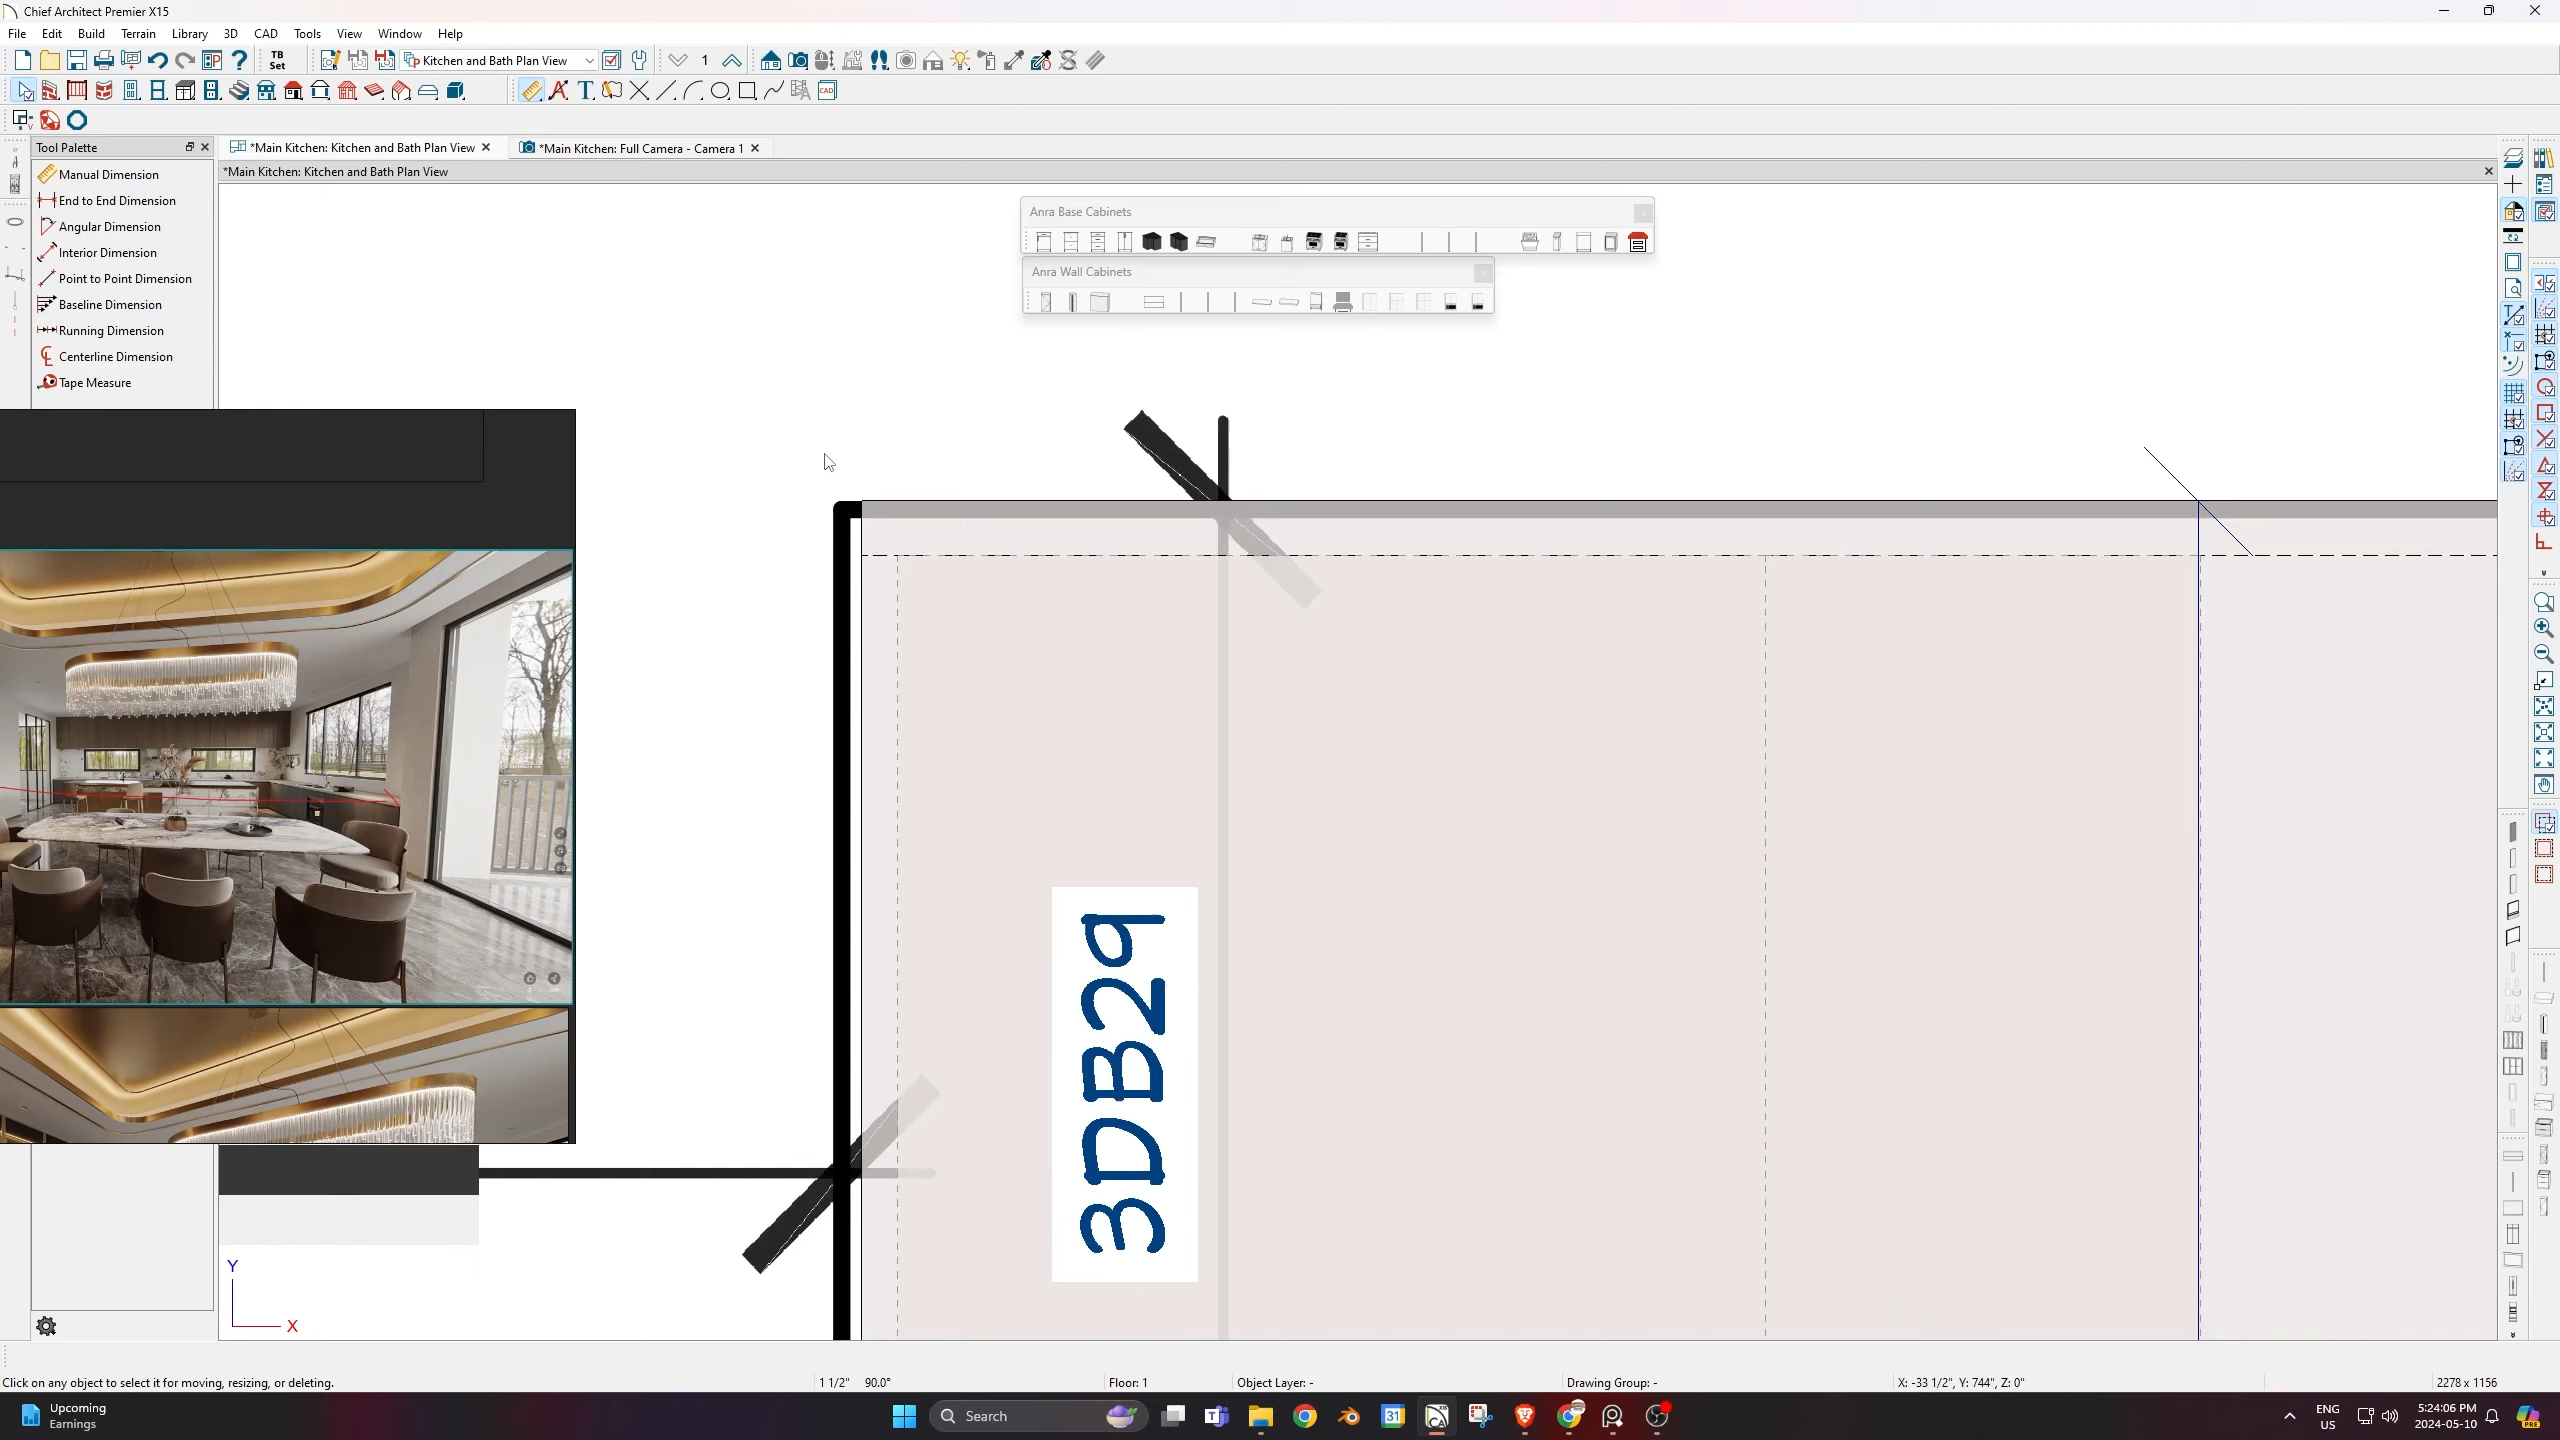 Chief Architect Premier X15
File Edit Build Terrain Library 3D CAD Tools View Window Help
TB
Set
Kitchen and Bath Plan View
1
CAD
Tool Palette
*Main Kitchen: Kitchen and Bath Plan View
*Main Kitchen: Full Camera - Camera 1
*Main Kitchen: Kitchen and Bath Plan View
Manual Dimension
End to End Dimension
Angular Dimension
Interior Dimension
Point to Point Dimension
Baseline Dimension
Running Dimension
Centerline Dimension
Tape Measure
Anra Base Cabinets
Anra Wall Cabinets
3DB29
Y
X
Click on any object to select it for moving, resizing, or deleting.
1 1/2" 90.0°
Floor: 1
Object Layer: -
Drawing Group: -
X: -33 1/2", Y: 744", Z: 0"
2278 x 1156
Upcoming
Earnings
Search
31
ENG
US
5:24:06 PM
2024-05-10